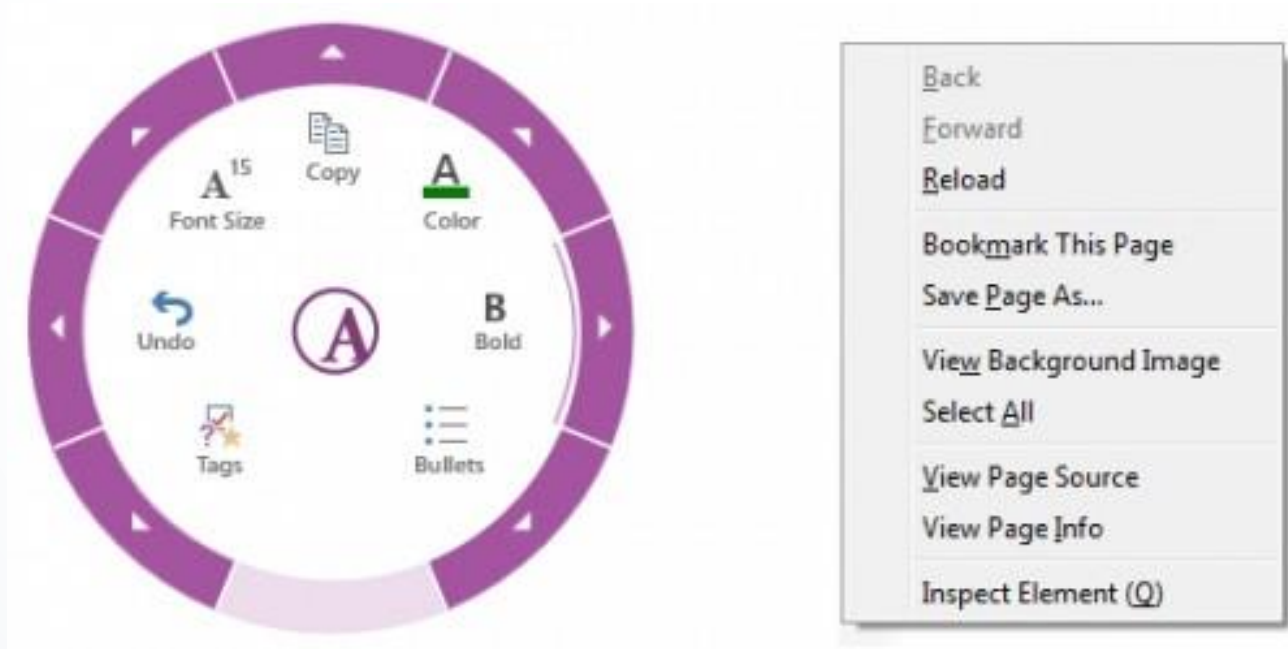 Copy
A 15
Font Size
A
Color
Undo
A
B
Bold
?
Tags
Bullets
Back
Forward
Reload
Bookmark This Page
Save Page As...
View Background Image
Select All
View Page Source
View Page Info
Inspect Element (Q)